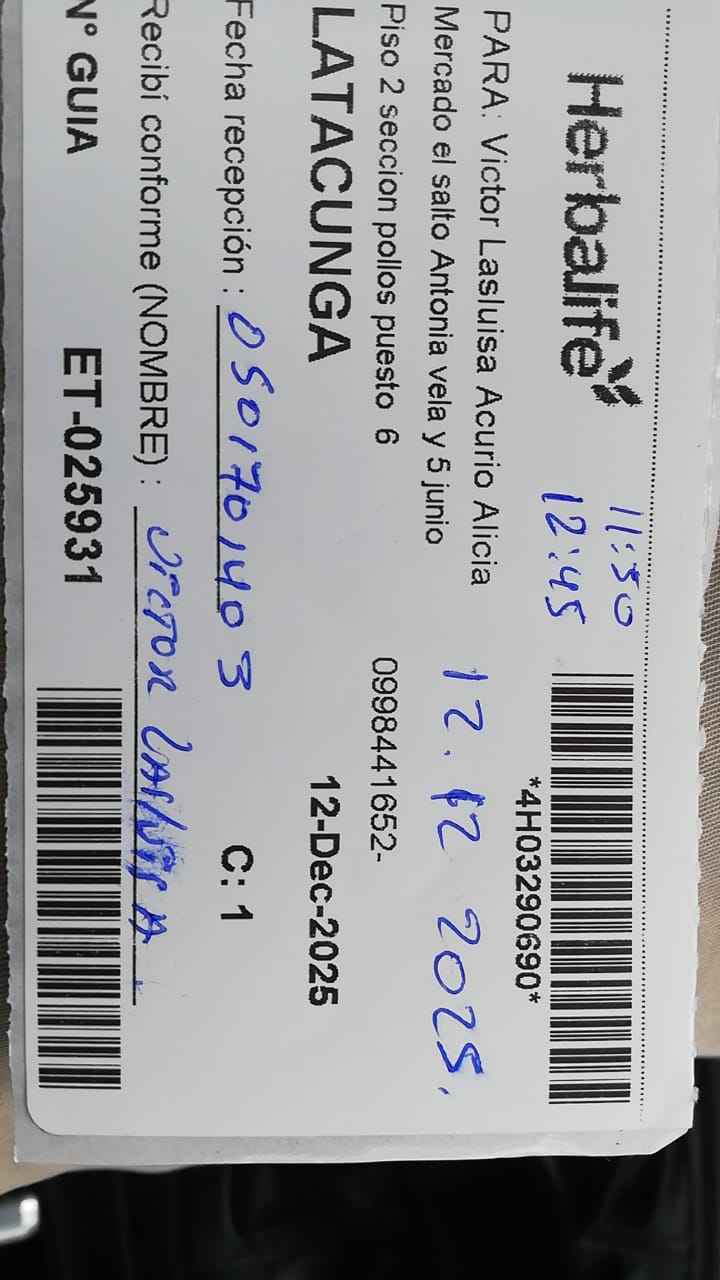 Herbalife
11:50
12:45
*4H03290690*
PARA: Victor Lasluisa Acurio Alicia
Mercado el salto Antonia vela y 5 junio
12.12 2025.
Piso 2 seccion pollos puesto 6
0998441652-
LATACUNGA
12-Dec-2025
Fecha recepción : 0501701403
C: 1
Recibí conforme (NOMBRE) : Victor Lasluisa.
N° GUIA
ET-025931